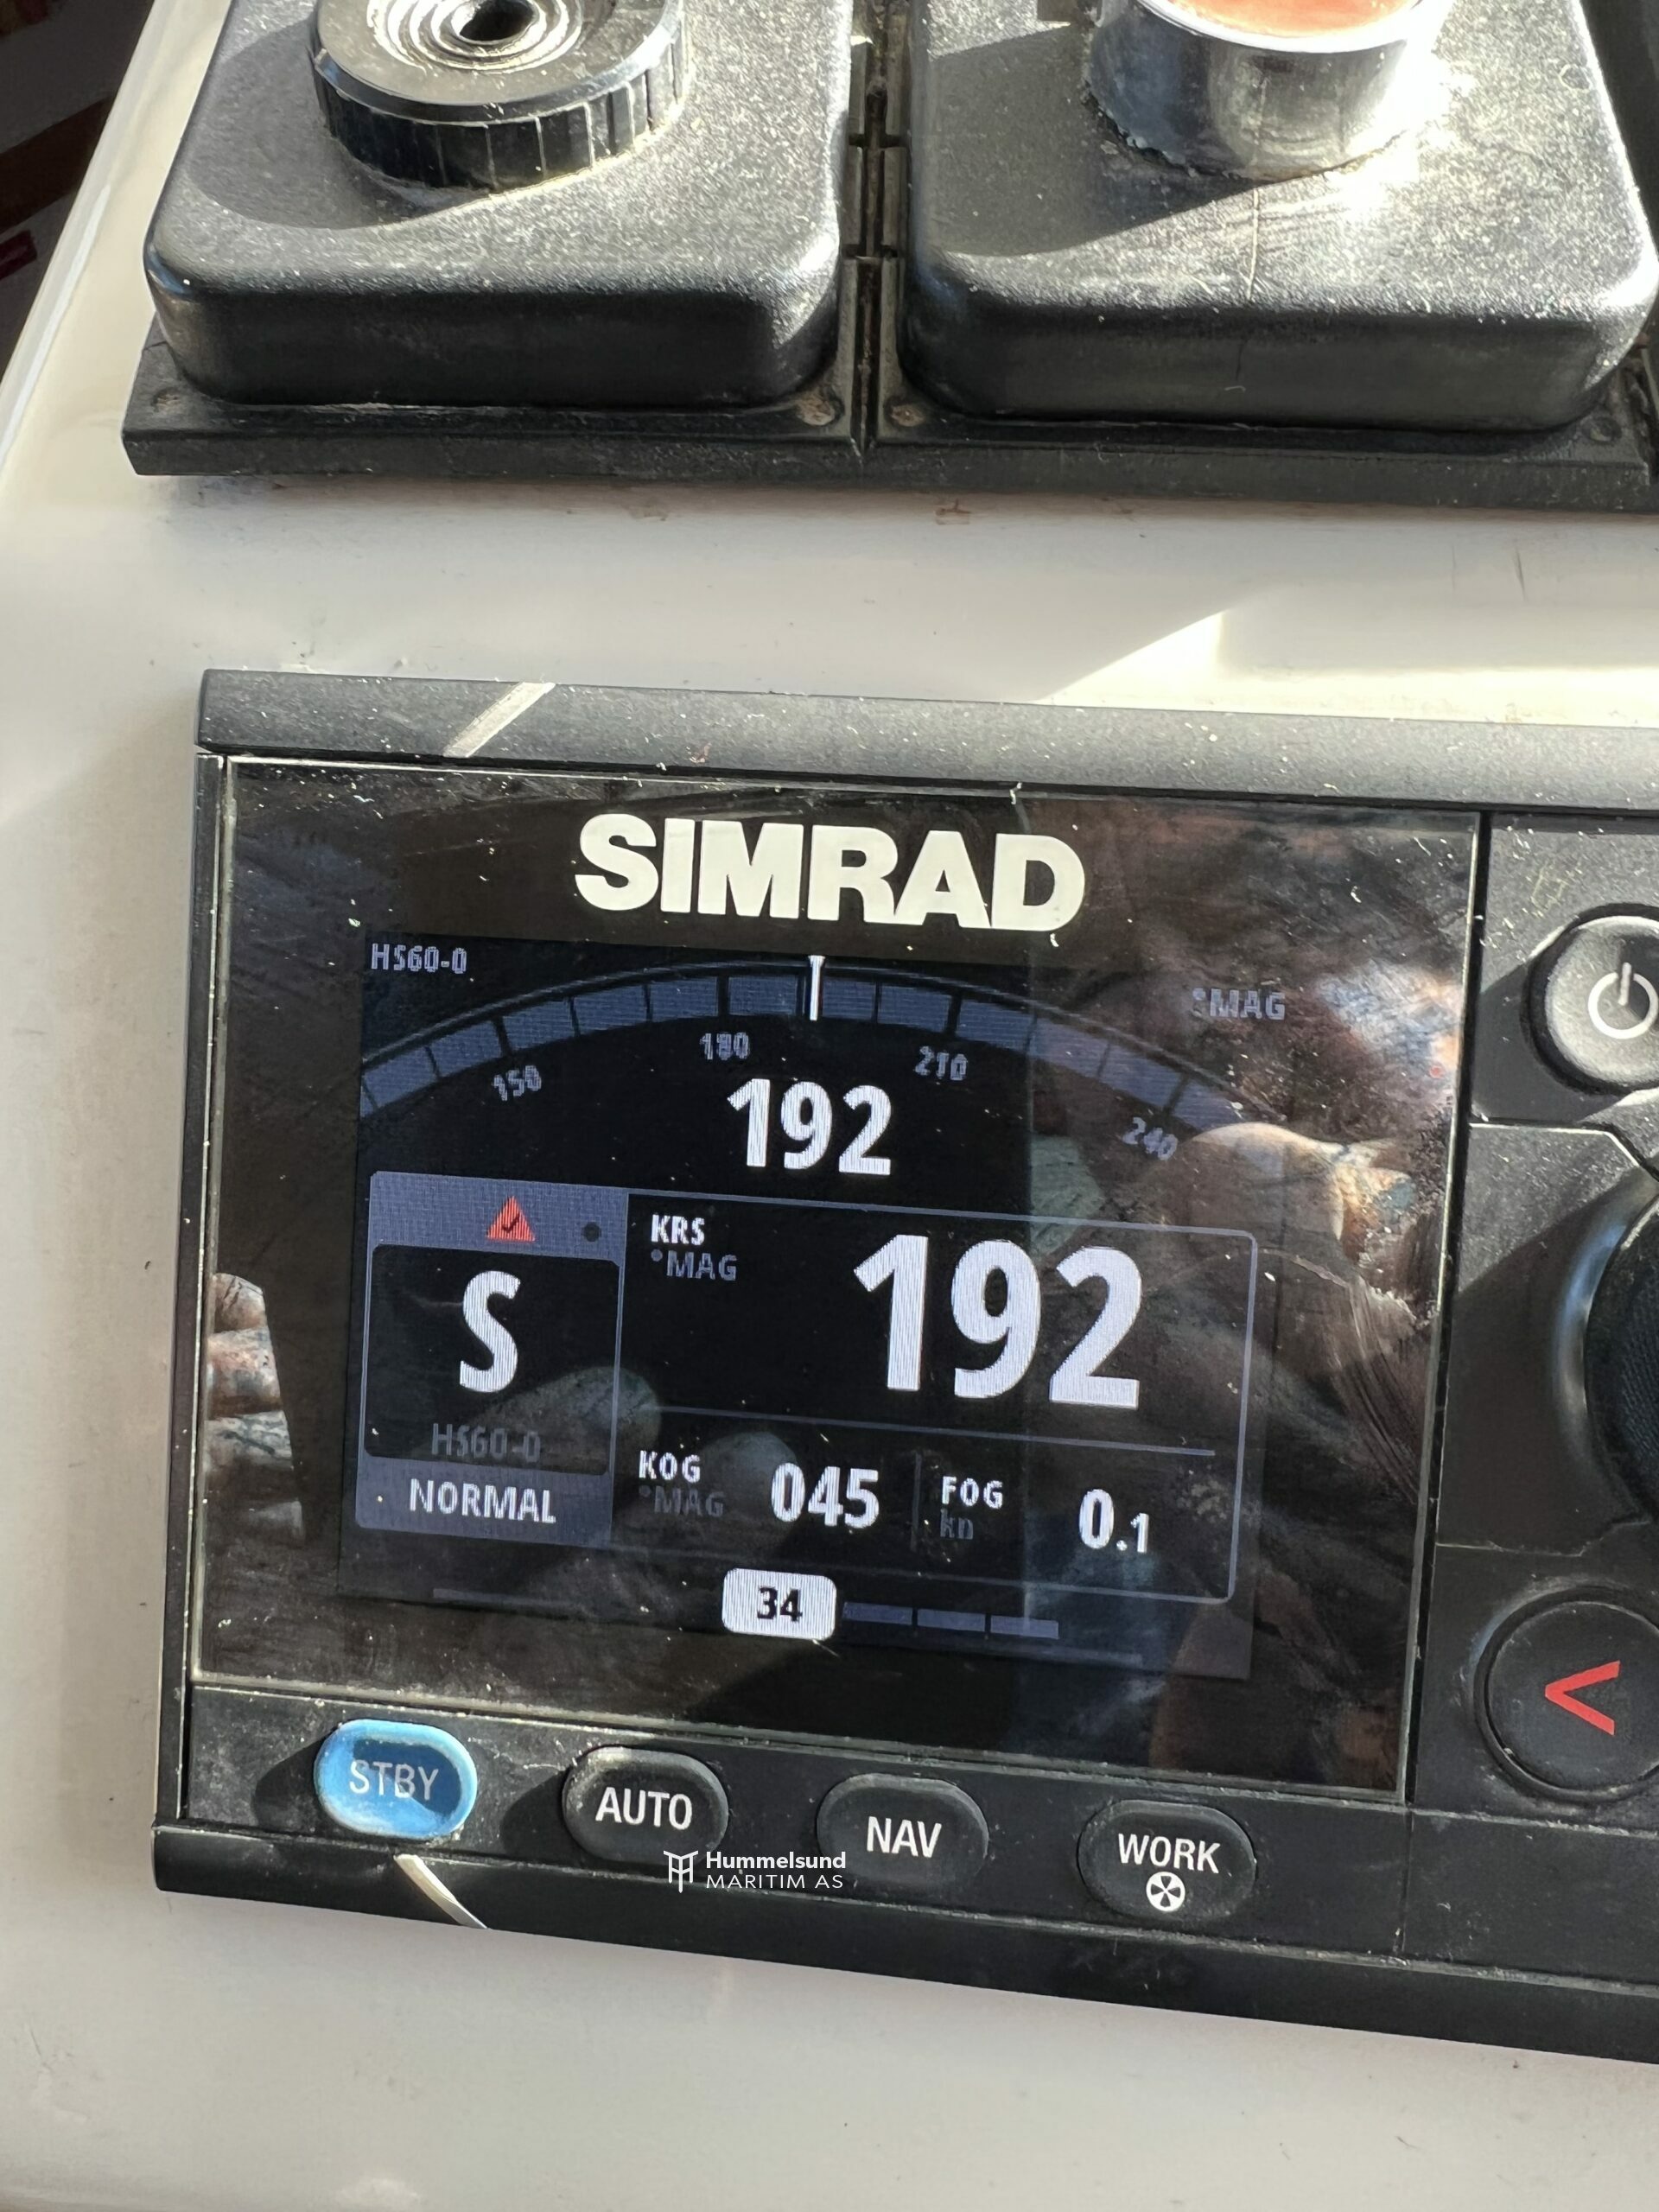 SIMRAD
HS60-0
°MAG
150
180
210
240
192
KRS
°MAG
192
S
HS60-0
NORMAL
KOG
°MAG
045
FOG
kn
0.1
34
STBY
AUTO
NAV
WORK
Hummelsund
MARITIM AS